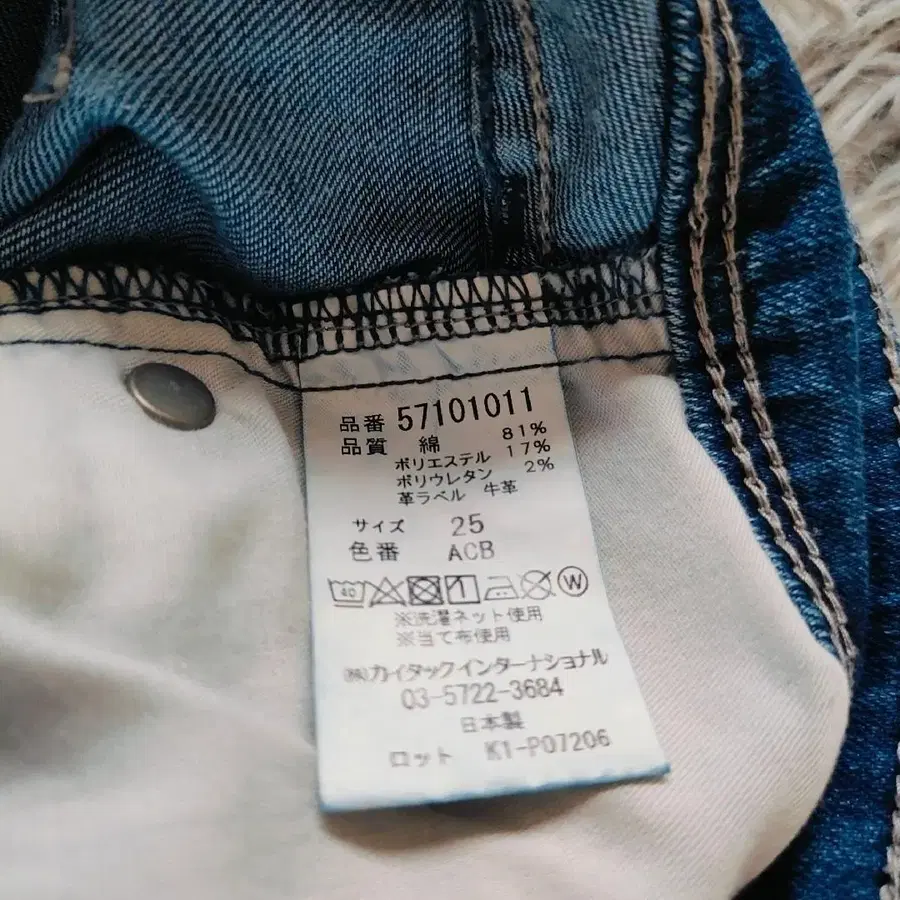 品番 57101011
品質 綿 81%
ポリエステル 17%
ポリウレタン 2%
革ラベル 牛革
サイズ 25
色番 ACB
40 W
※洗濯ネット使用
※当て布使用
㈱カイタックインターナショナル
03-5722-3684
日本製
ロット K1-P07206